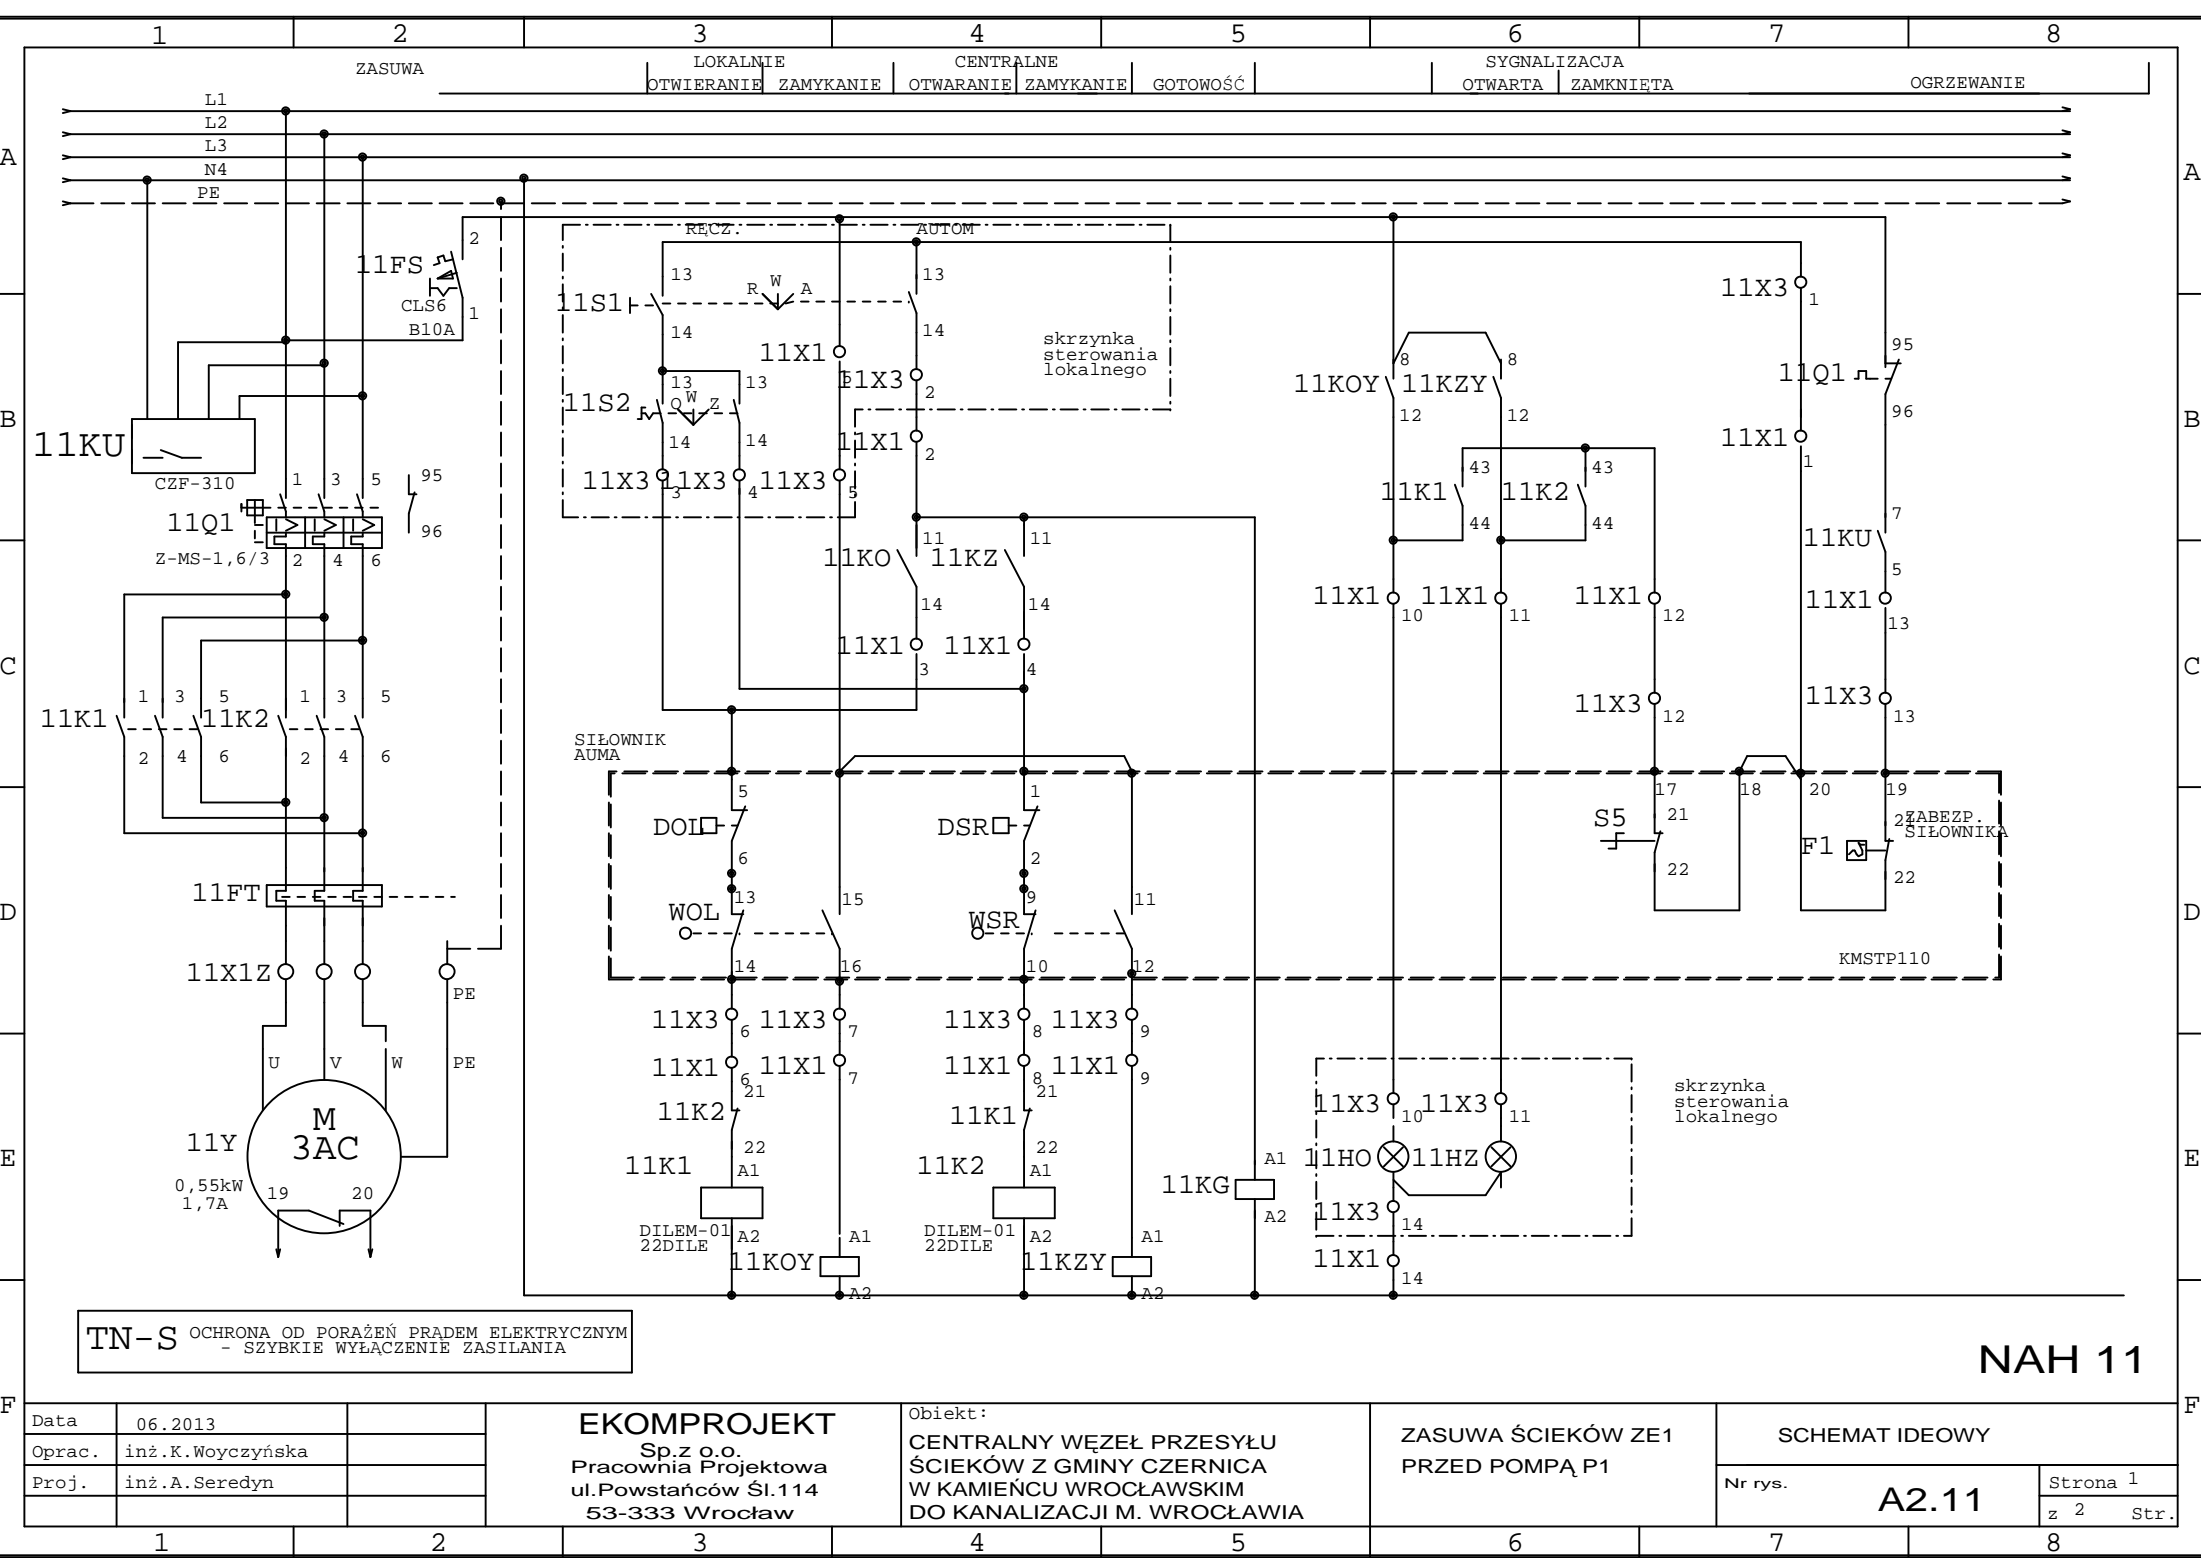 1 2 3 4 5 6 7 8
ZASUWA
LOKALNIE CENTRALNE SYGNALIZACJA
OTWIERANIE ZAMYKANIE OTWARANIE ZAMYKANIE GOTOWOŚĆ OTWARTA ZAMKNIĘTA OGRZEWANIE
L1
L2
L3
N4
PE
A A
RĘCZ. AUTOM
2
11FS
CLS6
B10A
1
13 13
R W A
11S1
14 14
11X3
1
skrzynka
sterowania
lokalnego
11X1
5
11X3
2
95
11Q1
96
8 8
11KOY 11KZY
12 12
13 13
11S2 O W Z
14 14
B B
11KU
CZF-310
11X1
2
11X1
1
11X3 11X3 11X3
3 4 5
1 3 5 95
11Q1
Z-MS-1,6/3 2 4 6 96
43 43
11K1 11K2
44 44
11 11
11KO 11KZ
14 14
7
11KU
5
11X1 11X1 11X1 11X1
10 11 12 13
11X1 11X1
3 4
C C
1 3 5 1 3 5
11K1 11K2
2 4 6 2 4 6
11X3 11X3
12 13
SIŁOWNIK
AUMA
5 1 17 18 20 19
DOL DSR S5 21 21 ZABEZP.
SIŁOWNIKA
F1
6 2 22 22
11FT
D D
13 15 9 11
WOL WSR
14 16 10 12
KMSTP110
11X1Z
PE
11X3 11X3 11X3 11X3
6 7 8 9
11X1 11X1 11X1 11X1
6 7 8 9
U V W PE
M
3AC
11Y
0,55kW
1,7A
19 20
21 21
11K2 11K1
22 22
11K1 A1 11K2 A1
DILEM-01
22DILE
A2
DILEM-01
22DILE
A2
11KOY A1 A2
11KZY A1 A2
11KG A1 A2
skrzynka
sterowania
lokalnego
11X3 11X3
10 11
11HO 11HZ
11X3
14
11X1
14
E E
TN-S OCHRONA OD PORAŻEŃ PRĄDEM ELEKTRYCZNYM
- SZYBKIE WYŁĄCZENIE ZASILANIA
NAH 11
F F
Data 06.2013
Oprac. inż.K.Woyczyńska
Proj. inż.A.Seredyn
EKOMPROJEKT
Sp.z o.o.
Pracownia Projektowa
ul.Powstańców Śl.114
53-333 Wrocław
Obiekt:
CENTRALNY WĘZEŁ PRZESYŁU
ŚCIEKÓW Z GMINY CZERNICA
W KAMIEŃCU WROCŁAWSKIM
DO KANALIZACJI M. WROCŁAWIA
ZASUWA ŚCIEKÓW ZE1
PRZED POMPĄ P1
SCHEMAT IDEOWY
Nr rys. A2.11
Strona 1
z 2 Str.
1 2 3 4 5 6 7 8